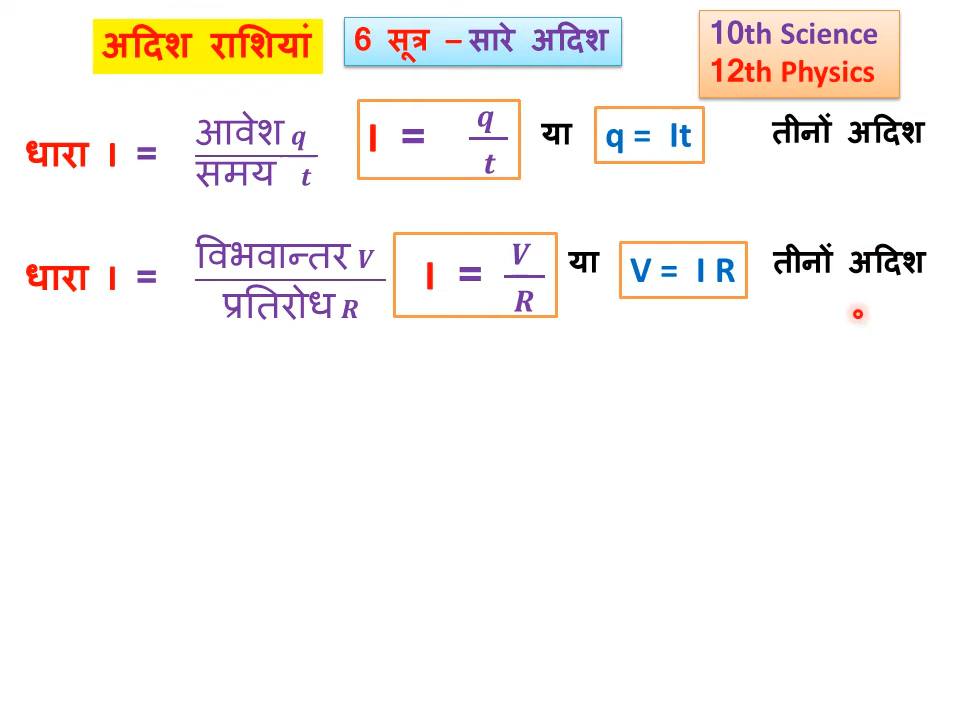 अदिश राशियां
6 सूत्र – सारे अदिश
10th Science
12th Physics
धारा I = आवेश q / समय t I = q / t या q = It तीनों अदिश
धारा I = विभवान्तर V / प्रतिरोध R I = V / R या V = I R तीनों अदिश